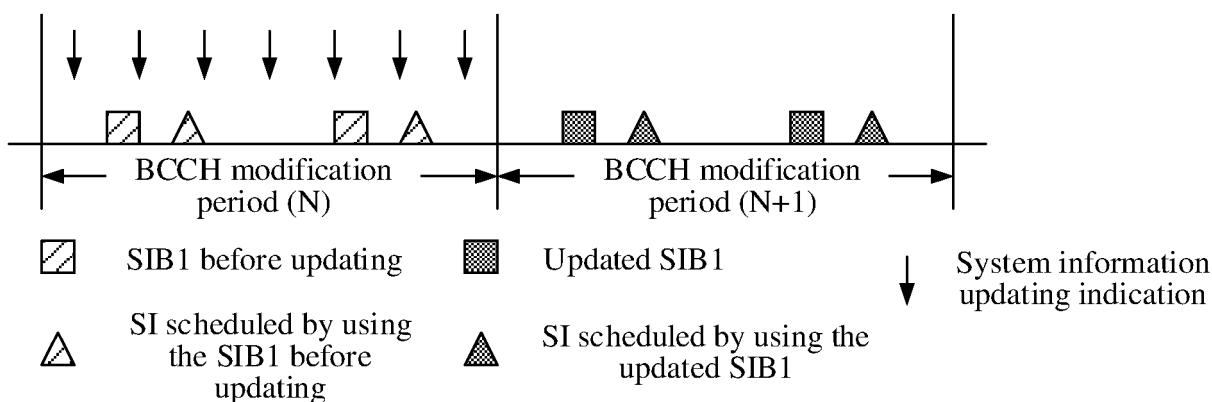 BCCH modification
period (N)
BCCH modification
period (N+1)
SIB1 before updating
Updated SIB1
System information
updating indication
SI scheduled by using
the SIB1 before
updating
SI scheduled by using the
updated SIB1